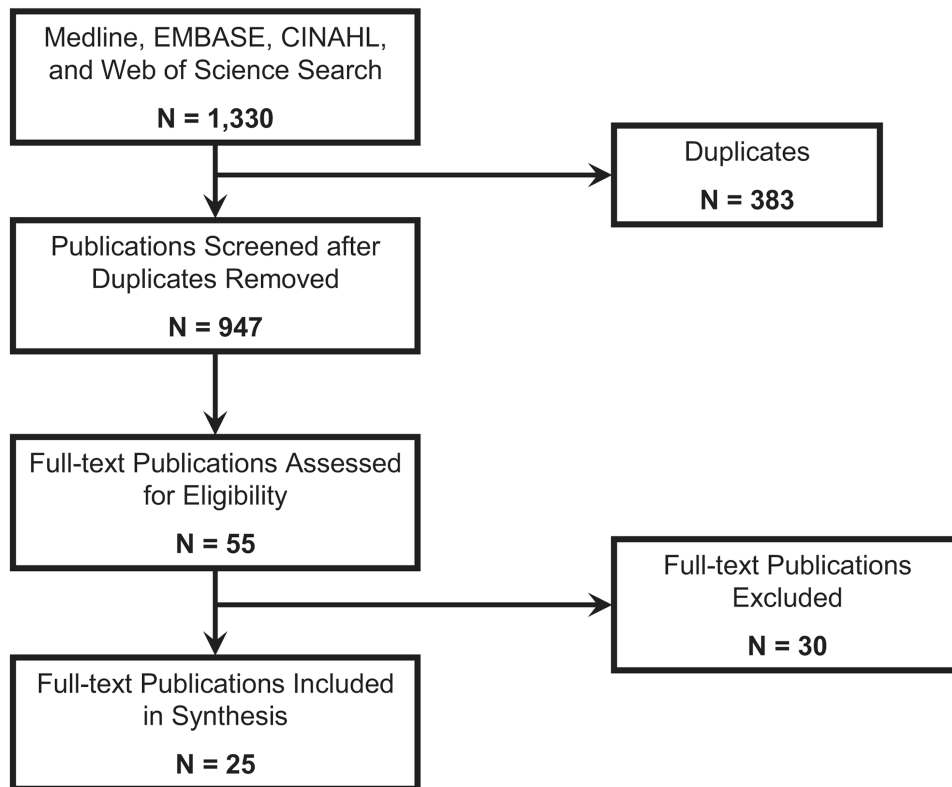 Medline, EMBASE, CINAHL,
and Web of Science Search
N = 1,330
Duplicates
N = 383
Publications Screened after
Duplicates Removed
N = 947
Full-text Publications Assessed
for Eligibility
N = 55
Full-text Publications
Excluded
N = 30
Full-text Publications Included
in Synthesis
N = 25